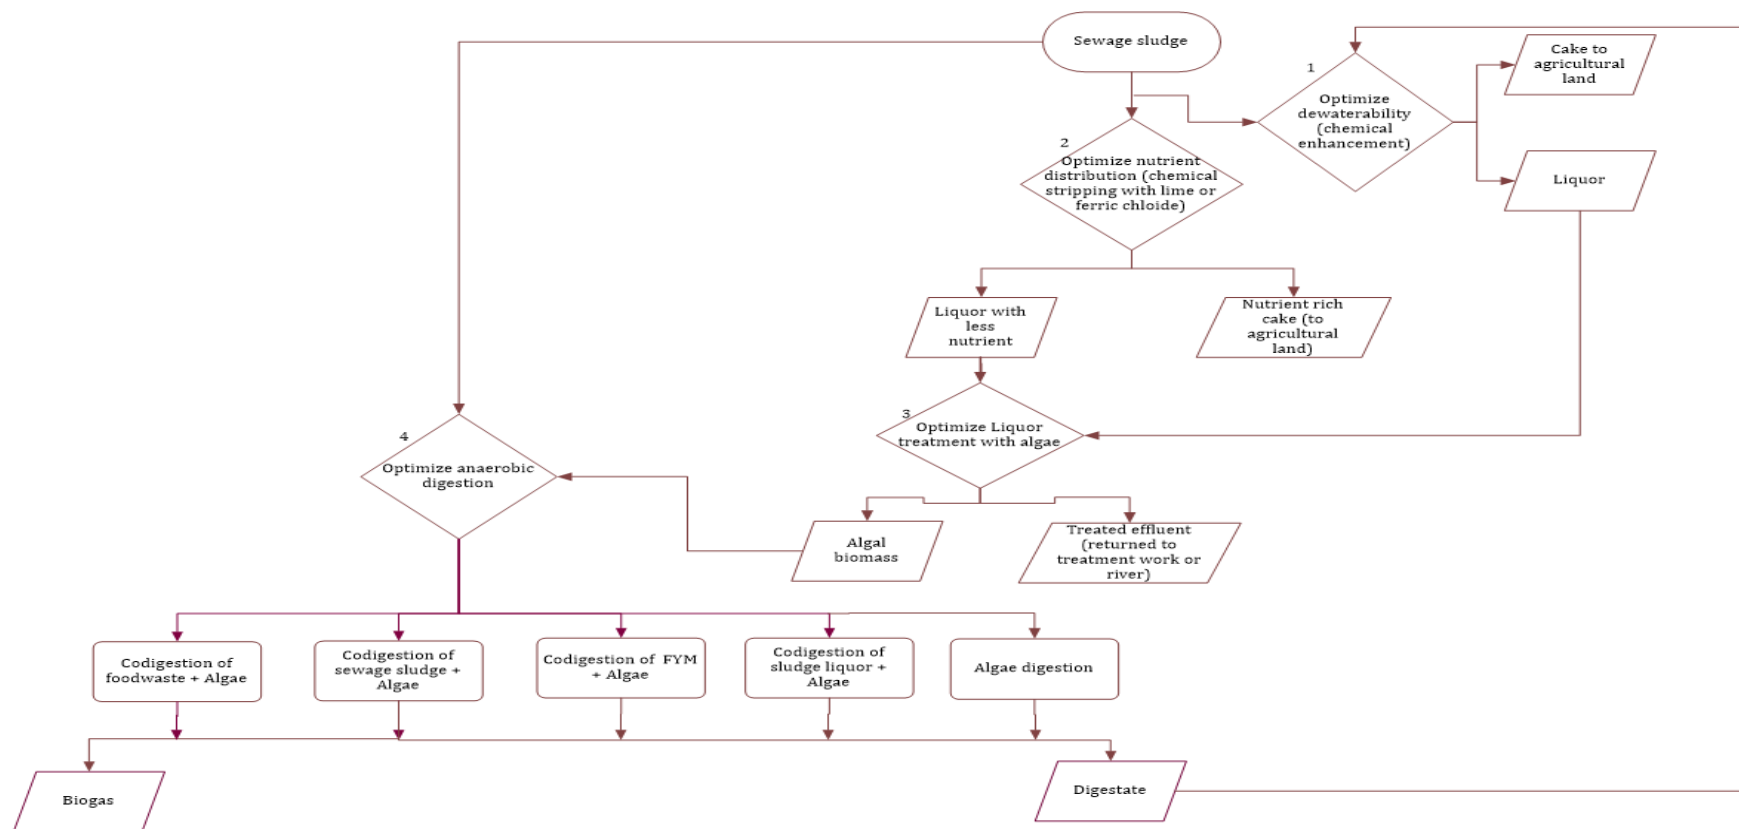 Sewage sludge
1
Optimize
dewaterability
(chemical
enhancement)
Cake to
agricultural
land
Liquor
2
Optimize nutrient
distribution (chemical
stripping with lime or
ferric chloide)
Liquor with
less
nutrient
Nutrient rich
cake (to
agricultural
land)
3
Optimize Liquor
treatment with algae
4
Optimize anaerobic
digestion
Algal
biomass
Treated effluent
(returned to
treatment work or
river)
Codigestion of
foodwaste + Algae
Codigestion of
sewage sludge +
Algae
Codigestion of FYM
+ Algae
Codigestion of
sludge liquor +
Algae
Algae digestion
Biogas
Digestate